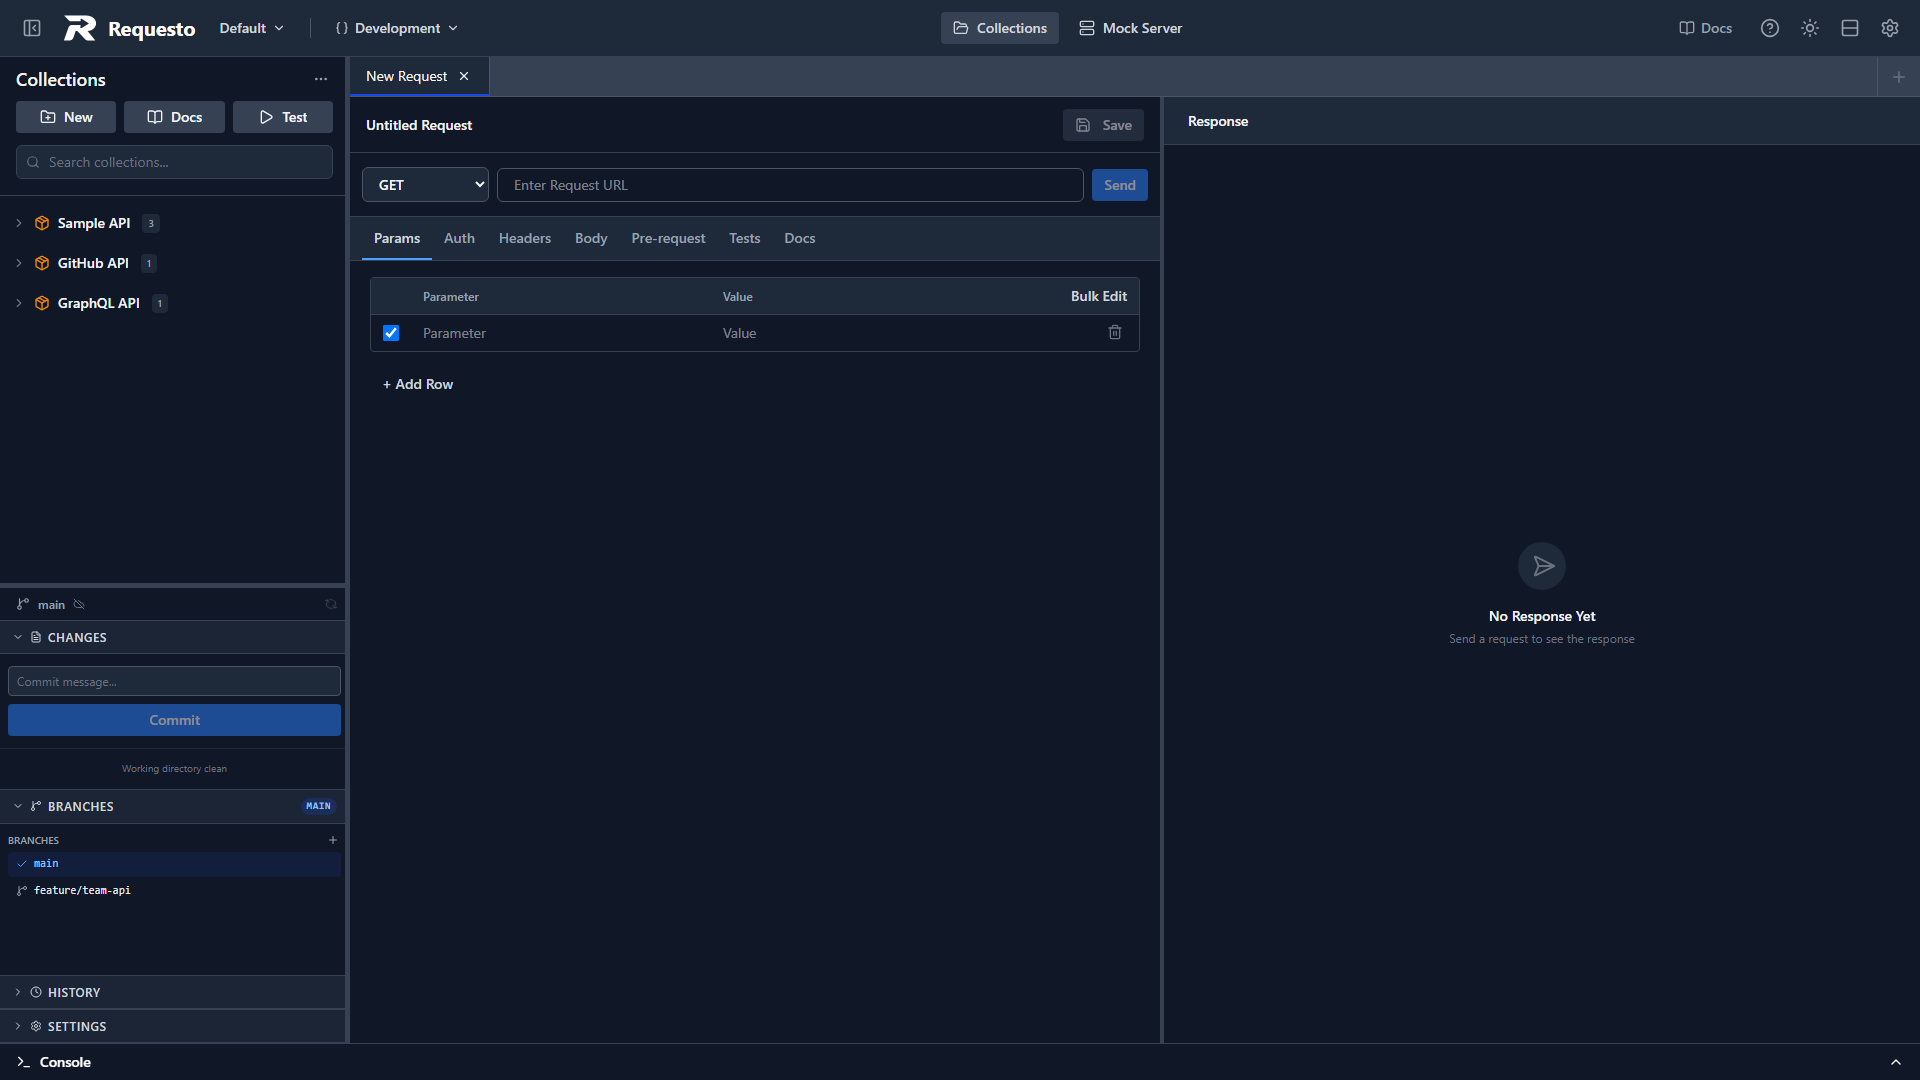 Requesto
Default
{ } Development
Collections
Mock Server
Docs
Collections
New
Docs
Test
Search collections...
Sample API 3
GitHub API 1
GraphQL API 1
main
CHANGES
Commit message...
Commit
Working directory clean
BRANCHES MAIN
BRANCHES +
main
feature/team-api
HISTORY
SETTINGS
Console
New Request
Untitled Request
Save
GET
Enter Request URL
Send
Params Auth Headers Body Pre-request Tests Docs
Parameter Value Bulk Edit
Parameter Value
+ Add Row
Response
No Response Yet
Send a request to see the response